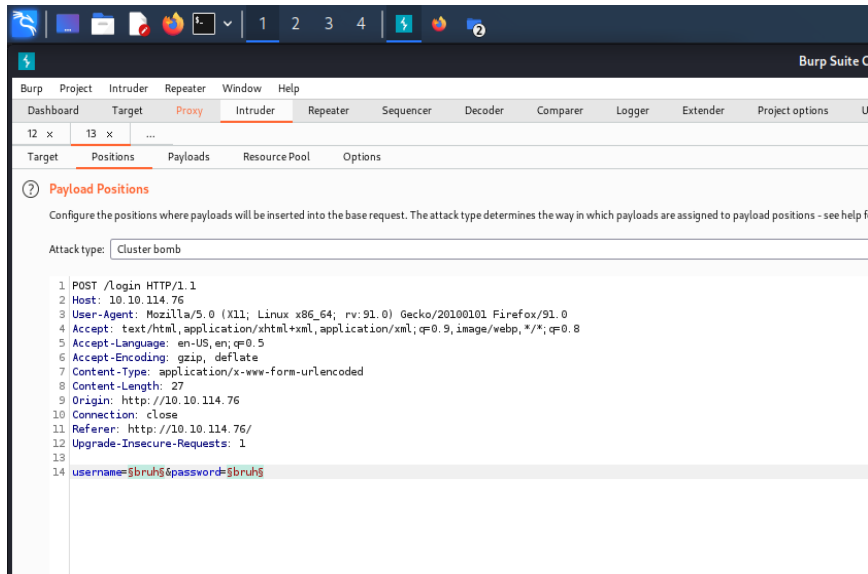 1 2 3 4 2
Burp Suite C
Burp Project Intruder Repeater Window Help
Dashboard Target Proxy Intruder Repeater Sequencer Decoder Comparer Logger Extender Project options U
12 × 13 × ...
Target Positions Payloads Resource Pool Options
? Payload Positions
Configure the positions where payloads will be inserted into the base request. The attack type determines the way in which payloads are assigned to payload positions - see help f
Attack type: Cluster bomb
1 POST /login HTTP/1.1
2 Host: 10.10.114.76
3 User-Agent: Mozilla/5.0 (X11; Linux x86_64; rv:91.0) Gecko/20100101 Firefox/91.0
4 Accept: text/html,application/xhtml+xml,application/xml;q=0.9,image/webp,*/*;q=0.8
5 Accept-Language: en-US,en;q=0.5
6 Accept-Encoding: gzip, deflate
7 Content-Type: application/x-www-form-urlencoded
8 Content-Length: 27
9 Origin: http://10.10.114.76
10 Connection: close
11 Referer: http://10.10.114.76/
12 Upgrade-Insecure-Requests: 1
13
14 username=§bruh§&password=§bruh§